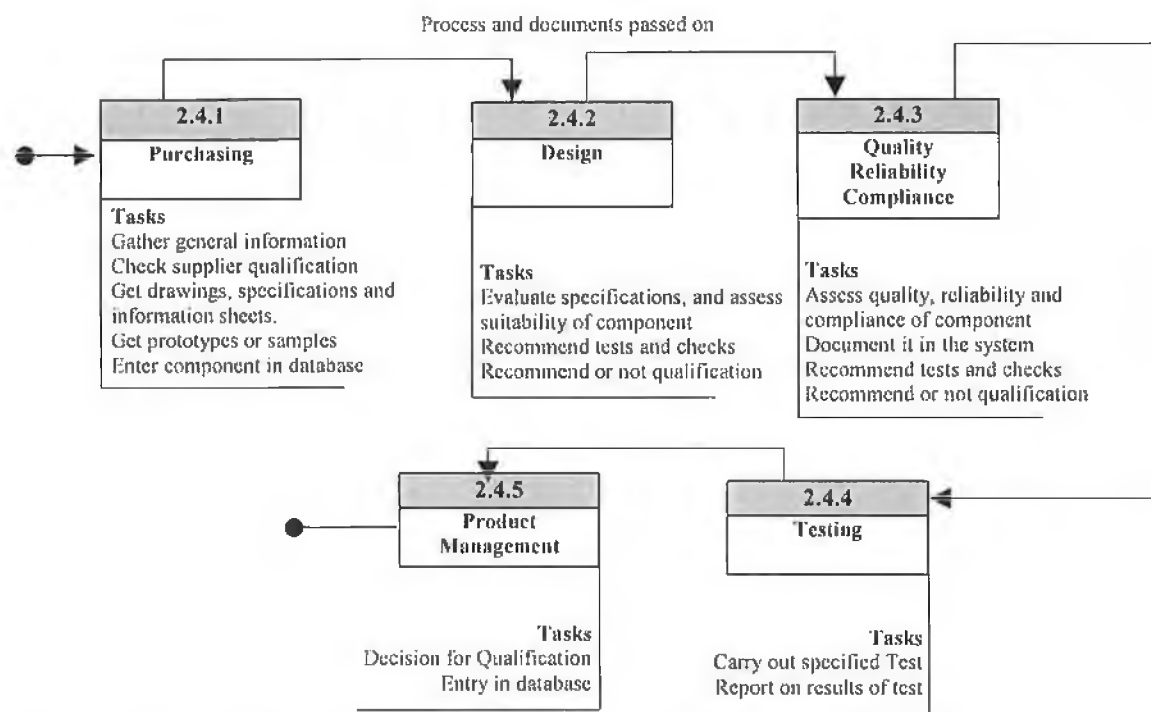 Process and documents passed on
2.4.1
Purchasing
Tasks
Gather general information
Check supplier qualification
Get drawings, specifications and
information sheets.
Get prototypes or samples
Enter component in database
2.4.2
Design
Tasks
Evaluate specifications, and assess
suitability of component
Recommend tests and checks
Recommend or not qualification
2.4.3
Quality
Reliability
Compliance
Tasks
Assess quality, reliability and
compliance of component
Document it in the system
Recommend tests and checks
Recommend or not qualification
2.4.5
Product
Management
Tasks
Decision for Qualification
Entry in database
2.4.4
Testing
Tasks
Carry out specified Test
Report on results of test